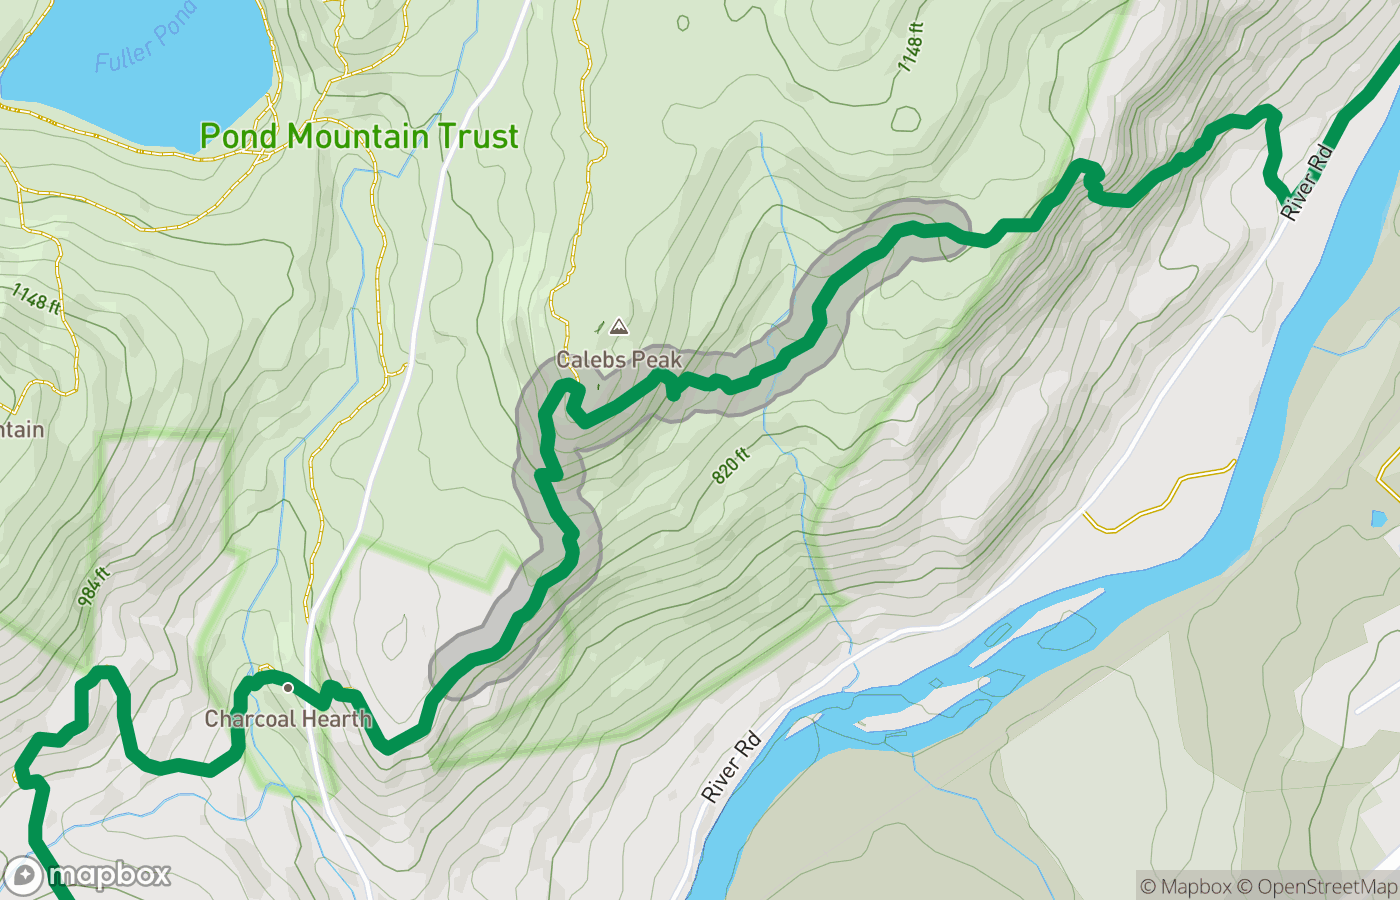 Fuller Pond
1148 ft
Pond Mountain Trust
River Rd
1148 ft
Calebs Peak
ntain
820 ft
984 ft
Charcoal Hearth
River Rd
mapbox
© Mapbox © OpenStreetMap